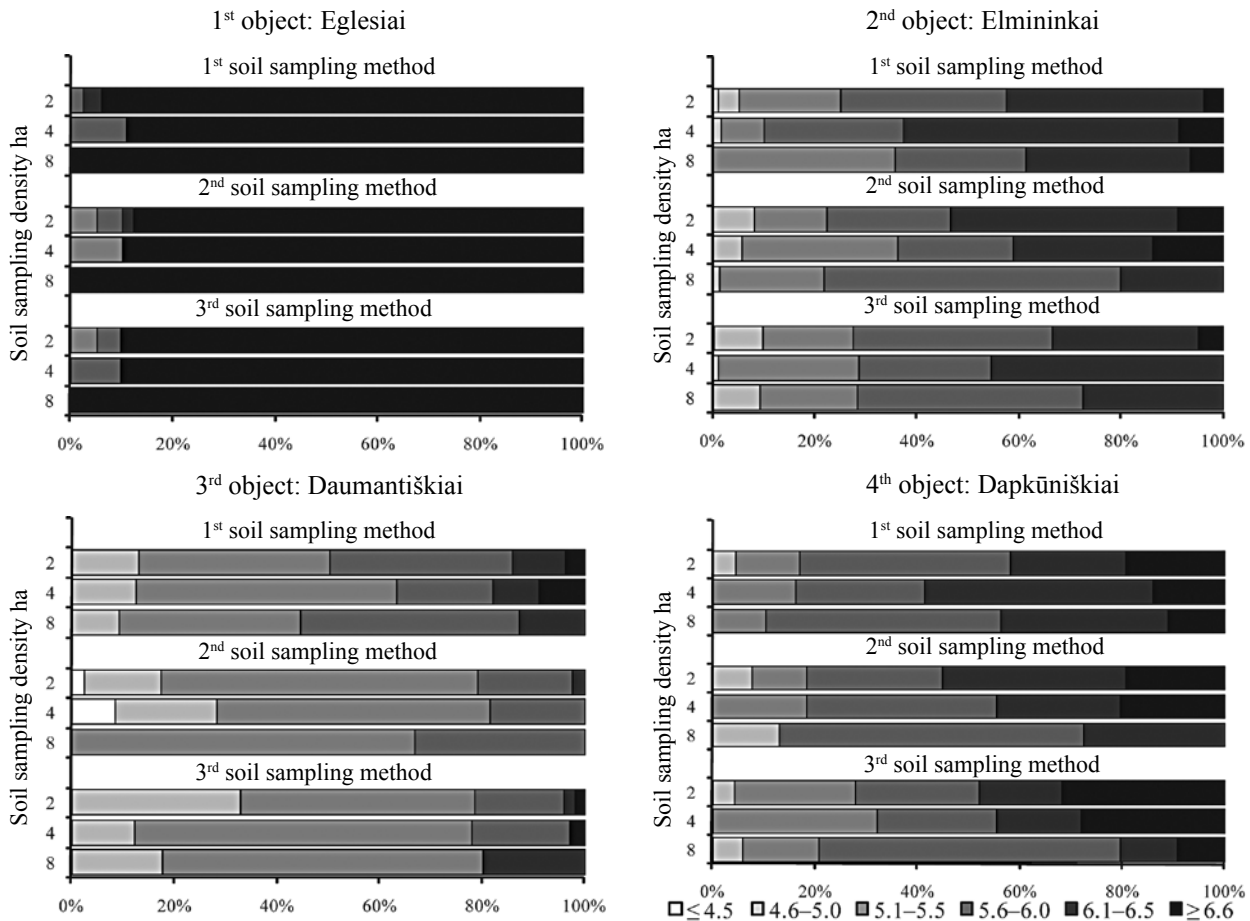 1st object: Eglesiai
Soil sampling density ha
1st soil sampling method
2
4
8
2nd soil sampling method
2
4
8
3rd soil sampling method
2
4
8
0% 20% 40% 60% 80% 100%
2nd object: Elmininkai
Soil sampling density ha
1st soil sampling method
2
4
8
2nd soil sampling method
2
4
8
3rd soil sampling method
2
4
8
0% 20% 40% 60% 80% 100%
3rd object: Daumantiškiai
Soil sampling density ha
1st soil sampling method
2
4
8
2nd soil sampling method
2
4
8
3rd soil sampling method
2
4
8
0% 20% 40% 60% 80% 100%
4th object: Dapkūniškiai
Soil sampling density ha
1st soil sampling method
2
4
8
2nd soil sampling method
2
4
8
3rd soil sampling method
2
4
8
0% 20% 40% 60% 80% 100%
≤4.5 4.6–5.0 5.1–5.5 5.6–6.0 6.1–6.5 ≥6.6